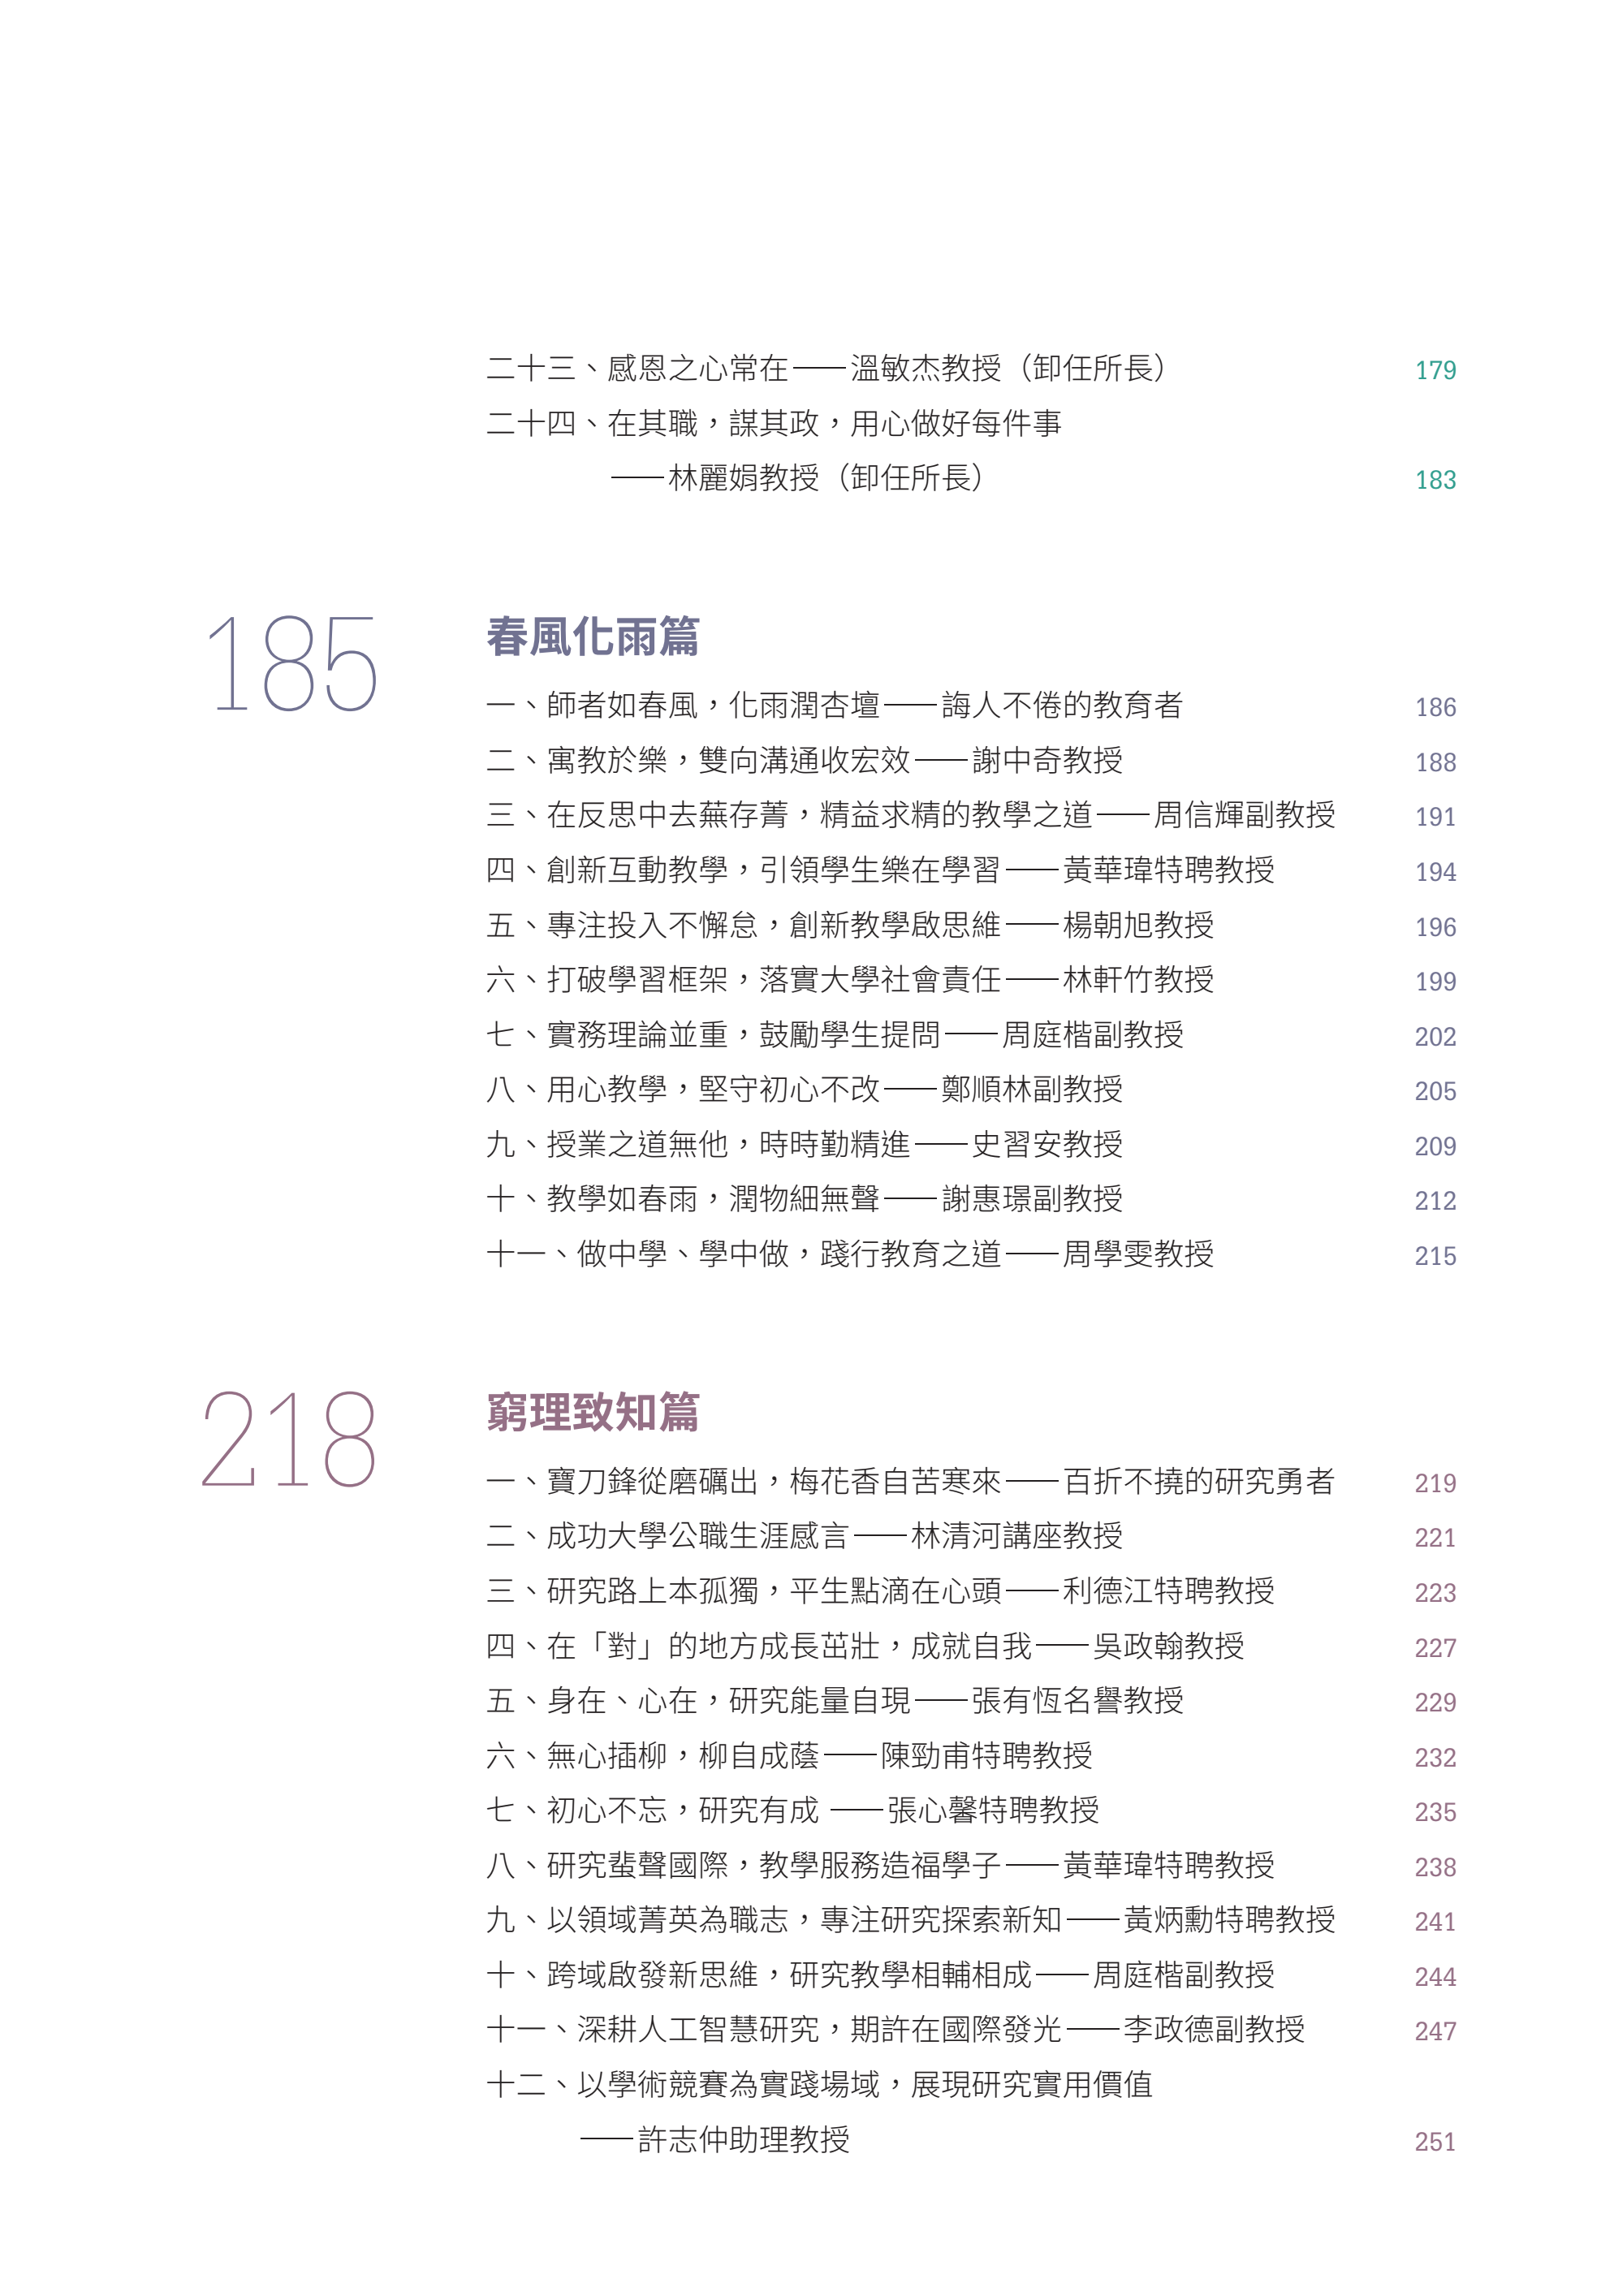 二十三、感恩之心常在——溫敏杰教授（卸任所長） 179
二十四、在其職，謀其政，用心做好每件事
——林麗娟教授（卸任所長） 183
185 春風化雨篇
一、師者如春風，化雨潤杏壇——誨人不倦的教育者 186
二、寓教於樂，雙向溝通收宏效——謝中奇教授 188
三、在反思中去蕪存菁，精益求精的教學之道——周信輝副教授 191
四、創新互動教學，引領學生樂在學習——黃華瑋特聘教授 194
五、專注投入不懈怠，創新教學啟思維——楊朝旭教授 196
六、打破學習框架，落實大學社會責任——林軒竹教授 199
七、實務理論並重，鼓勵學生提問——周庭楷副教授 202
八、用心教學，堅守初心不改——鄭順林副教授 205
九、授業之道無他，時時勤精進——史習安教授 209
十、教學如春雨，潤物細無聲——謝惠璟副教授 212
十一、做中學、學中做，踐行教育之道——周學雯教授 215
218 窮理致知篇
一、寶刀鋒從磨礪出，梅花香自苦寒來——百折不撓的研究勇者 219
二、成功大學公職生涯感言——林清河講座教授 221
三、研究路上本孤獨，平生點滴在心頭——利德江特聘教授 223
四、在「對」的地方成長茁壯，成就自我——吳政翰教授 227
五、身在、心在，研究能量自現——張有恆名譽教授 229
六、無心插柳，柳自成蔭——陳勁甫特聘教授 232
七、初心不忘，研究有成 ——張心馨特聘教授 235
八、研究蜚聲國際，教學服務造福學子——黃華瑋特聘教授 238
九、以領域菁英為職志，專注研究探索新知——黃炳勳特聘教授 241
十、跨域啟發新思維，研究教學相輔相成——周庭楷副教授 244
十一、深耕人工智慧研究，期許在國際發光——李政德副教授 247
十二、以學術競賽為實踐場域，展現研究實用價值
——許志仲助理教授 251